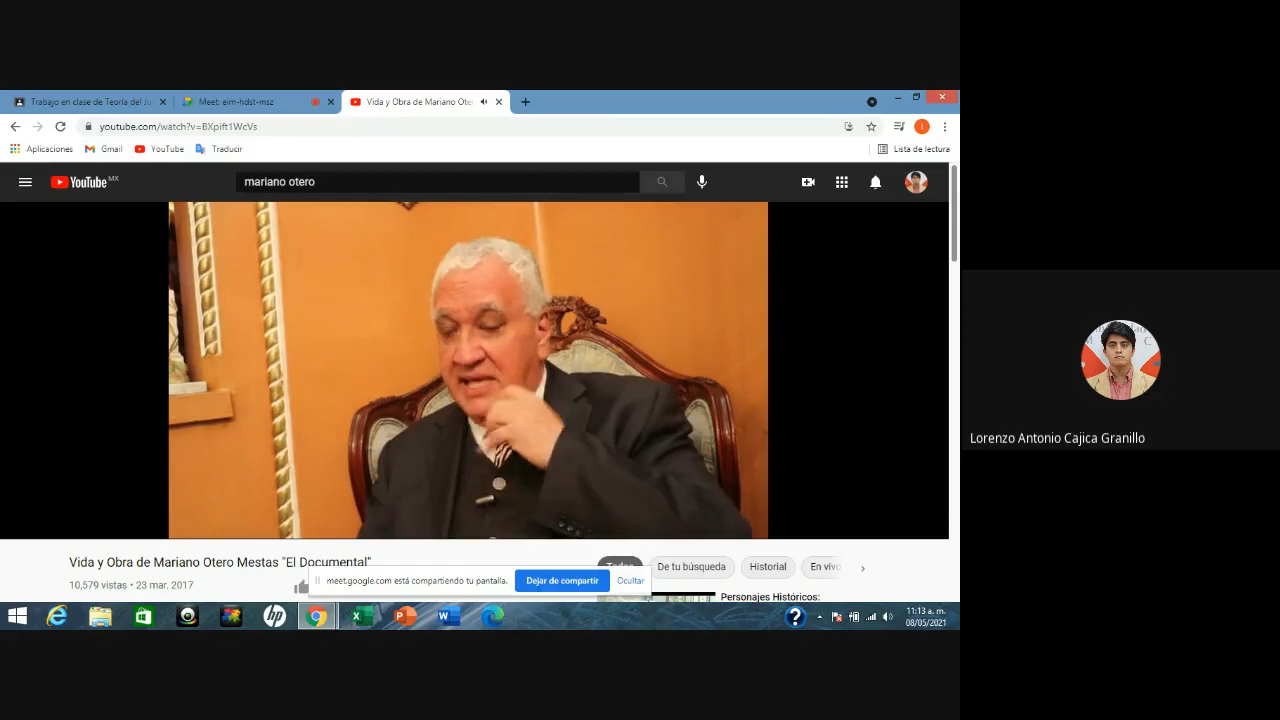 Trabajo en clase de Teoría del Ju
Meet: eim-hdst-msz
Vida y Obra de Mariano Ote
youtube.com/watch?v=BXpift1WcVs
Aplicaciones
Gmail
YouTube
Traducir
Lista de lectura
YouTube MX
mariano otero
Lorenzo Antonio Cajica Granillo
Vida y Obra de Mariano Otero Mestas "El Documental"
10,579 vistas • 23 mar. 2017
De tu búsqueda
Historial
En vivo
meet.google.com está compartiendo tu pantalla.
Dejar de compartir
Ocultar
Personajes Históricos:
11:13 a. m.
08/05/2021